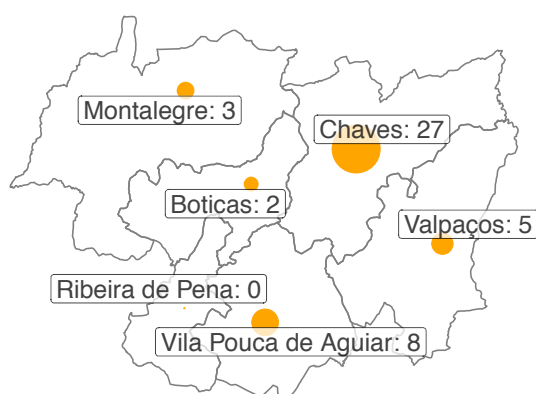 Montalegre: 3
Chaves: 27
Boticas: 2
Valpaços: 5
Ribeira de Pena: 0
Vila Pouca de Aguiar: 8